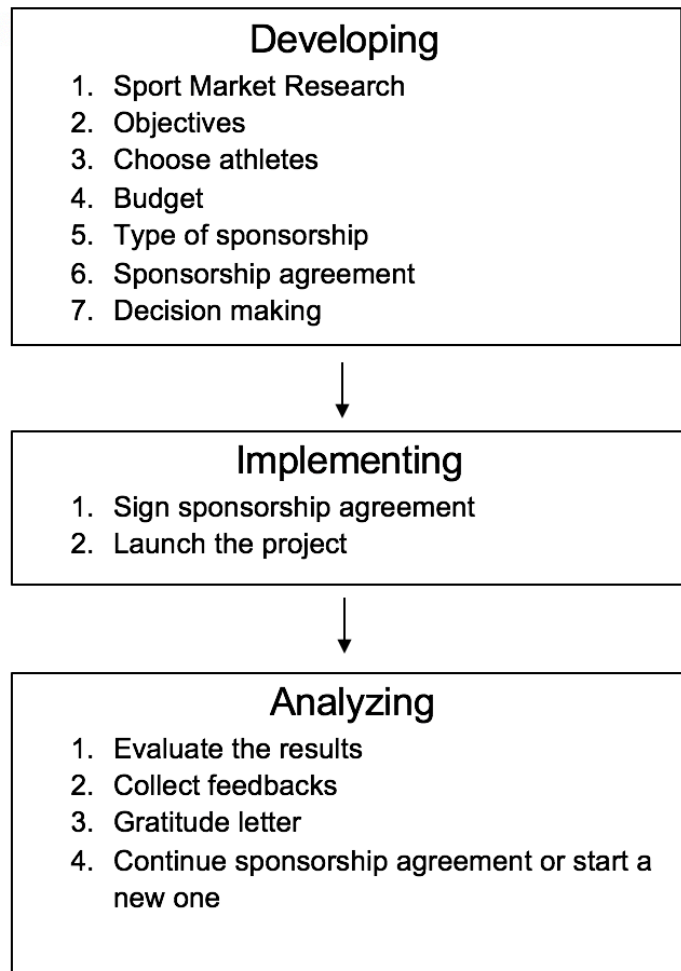 Developing
1. Sport Market Research
2. Objectives
3. Choose athletes
4. Budget
5. Type of sponsorship
6. Sponsorship agreement
7. Decision making
Implementing
1. Sign sponsorship agreement
2. Launch the project
Analyzing
1. Evaluate the results
2. Collect feedbacks
3. Gratitude letter
4. Continue sponsorship agreement or start a
new one